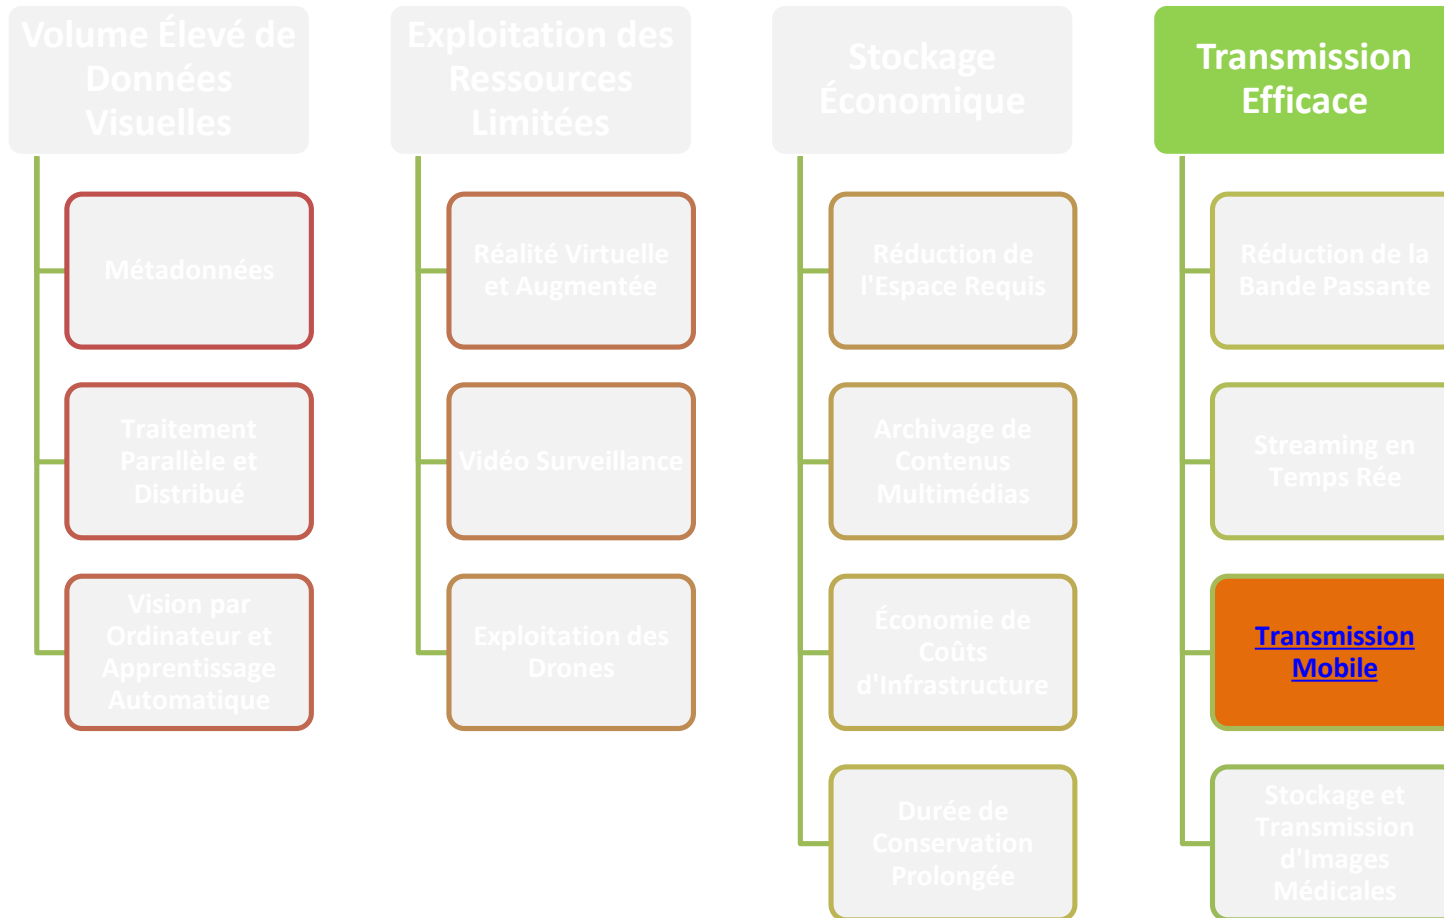 Volume Élevé de
Données
Visuelles
Métadonnées
Traitement
Parallèle et
Distribué
Vision par
Ordinateur et
Apprentissage
Automatique
Exploitation des
Ressources
Limitées
Réalité Virtuelle
et Augmentée
Vidéo Surveillance
Exploitation des
Drones
Stockage
Économique
Réduction de
l'Espace Requis
Archivage de
Contenus
Multimédias
Économie de
Coûts
d'Infrastructure
Durée de
Conservation
Prolongée
Transmission
Efficace
Réduction de la
Bande Passante
Streaming en
Temps Rée
Transmission
Mobile
Stockage et
Transmission
d'Images
Médicales